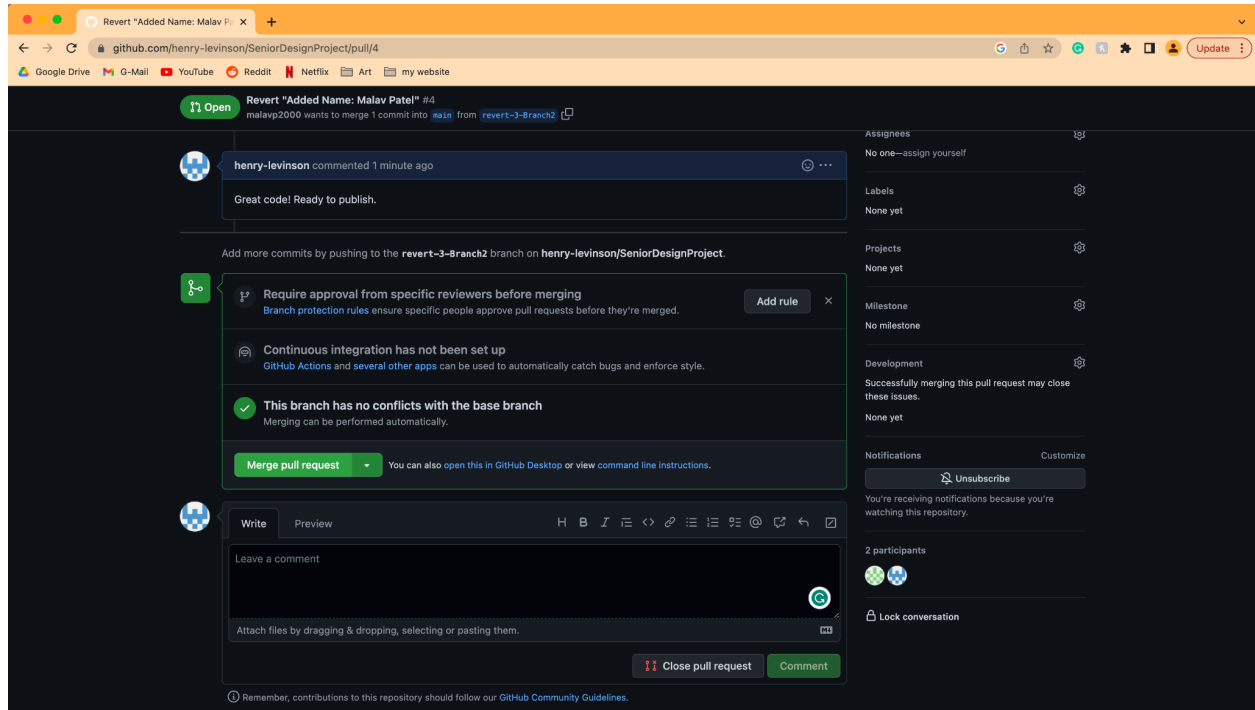 Revert "Added Name: Malav Pa
github.com/henry-levinson/SeniorDesignProject/pull/4
Update
Google Drive
G-Mail
YouTube
Reddit
Netflix
Art
my website
Open
Revert "Added Name: Malav Patel" #4
malavp2000 wants to merge 1 commit into main from revert-3-Branch2
henry-levinson commented 1 minute ago
Great code! Ready to publish.
Add more commits by pushing to the revert-3-Branch2 branch on henry-levinson/SeniorDesignProject.
Require approval from specific reviewers before merging
Branch protection rules ensure specific people approve pull requests before they're merged.
Add rule
Continuous integration has not been set up
GitHub Actions and several other apps can be used to automatically catch bugs and enforce style.
This branch has no conflicts with the base branch
Merging can be performed automatically.
Merge pull request
You can also open this in GitHub Desktop or view command line instructions.
Write
Preview
Leave a comment
Attach files by dragging & dropping, selecting or pasting them.
Close pull request
Comment
Remember, contributions to this repository should follow our GitHub Community Guidelines.
Assignees
No one—assign yourself
Labels
None yet
Projects
None yet
Milestone
No milestone
Development
Successfully merging this pull request may close
these issues.
None yet
Notifications
Customize
Unsubscribe
You're receiving notifications because you're
watching this repository.
2 participants
Lock conversation